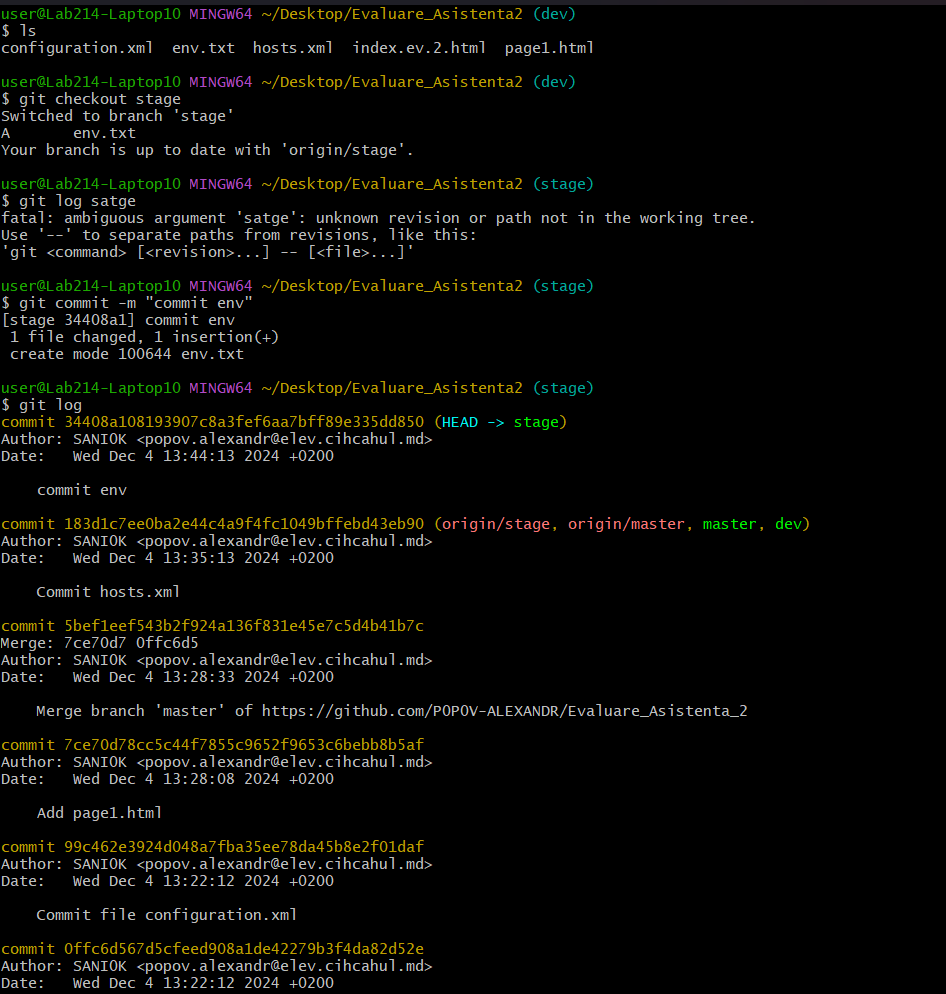 user@Lab214-Laptop10 MINGW64 ~/Desktop/Evaluare_Asistenta2 (dev)
$ ls
configuration.xml  env.txt  hosts.xml  index.ev.2.html  page1.html

user@Lab214-Laptop10 MINGW64 ~/Desktop/Evaluare_Asistenta2 (dev)
$ git checkout stage
Switched to branch 'stage'
A       env.txt
Your branch is up to date with 'origin/stage'.

user@Lab214-Laptop10 MINGW64 ~/Desktop/Evaluare_Asistenta2 (stage)
$ git log satge
fatal: ambiguous argument 'satge': unknown revision or path not in the working tree.
Use '--' to separate paths from revisions, like this:
'git <command> [<revision>...] -- [<file>...]'

user@Lab214-Laptop10 MINGW64 ~/Desktop/Evaluare_Asistenta2 (stage)
$ git commit -m "commit env"
[stage 34408a1] commit env
 1 file changed, 1 insertion(+)
 create mode 100644 env.txt

user@Lab214-Laptop10 MINGW64 ~/Desktop/Evaluare_Asistenta2 (stage)
$ git log
commit 34408a108193907c8a3fef6aa7bff89e335dd850 (HEAD -> stage)
Author: SANIOK <popov.alexandr@elev.cihcahul.md>
Date:   Wed Dec 4 13:44:13 2024 +0200

    commit env

commit 183d1c7ee0ba2e44c4a9f4fc1049bffebd43eb90 (origin/stage, origin/master, master, dev)
Author: SANIOK <popov.alexandr@elev.cihcahul.md>
Date:   Wed Dec 4 13:35:13 2024 +0200

    Commit hosts.xml

commit 5bef1eef543b2f924a136f831e45e7c5d4b41b7c
Merge: 7ce70d7 0ffc6d5
Author: SANIOK <popov.alexandr@elev.cihcahul.md>
Date:   Wed Dec 4 13:28:33 2024 +0200

    Merge branch 'master' of https://github.com/POPOV-ALEXANDR/Evaluare_Asistenta_2

commit 7ce70d78cc5c44f7855c9652f9653c6bebb8b5af
Author: SANIOK <popov.alexandr@elev.cihcahul.md>
Date:   Wed Dec 4 13:28:08 2024 +0200

    Add page1.html

commit 99c462e3924d048a7fba35ee78da45b8e2f01daf
Author: SANIOK <popov.alexandr@elev.cihcahul.md>
Date:   Wed Dec 4 13:22:12 2024 +0200

    Commit file configuration.xml

commit 0ffc6d567d5cfeed908a1de42279b3f4da82d52e
Author: SANIOK <popov.alexandr@elev.cihcahul.md>
Date:   Wed Dec 4 13:22:12 2024 +0200